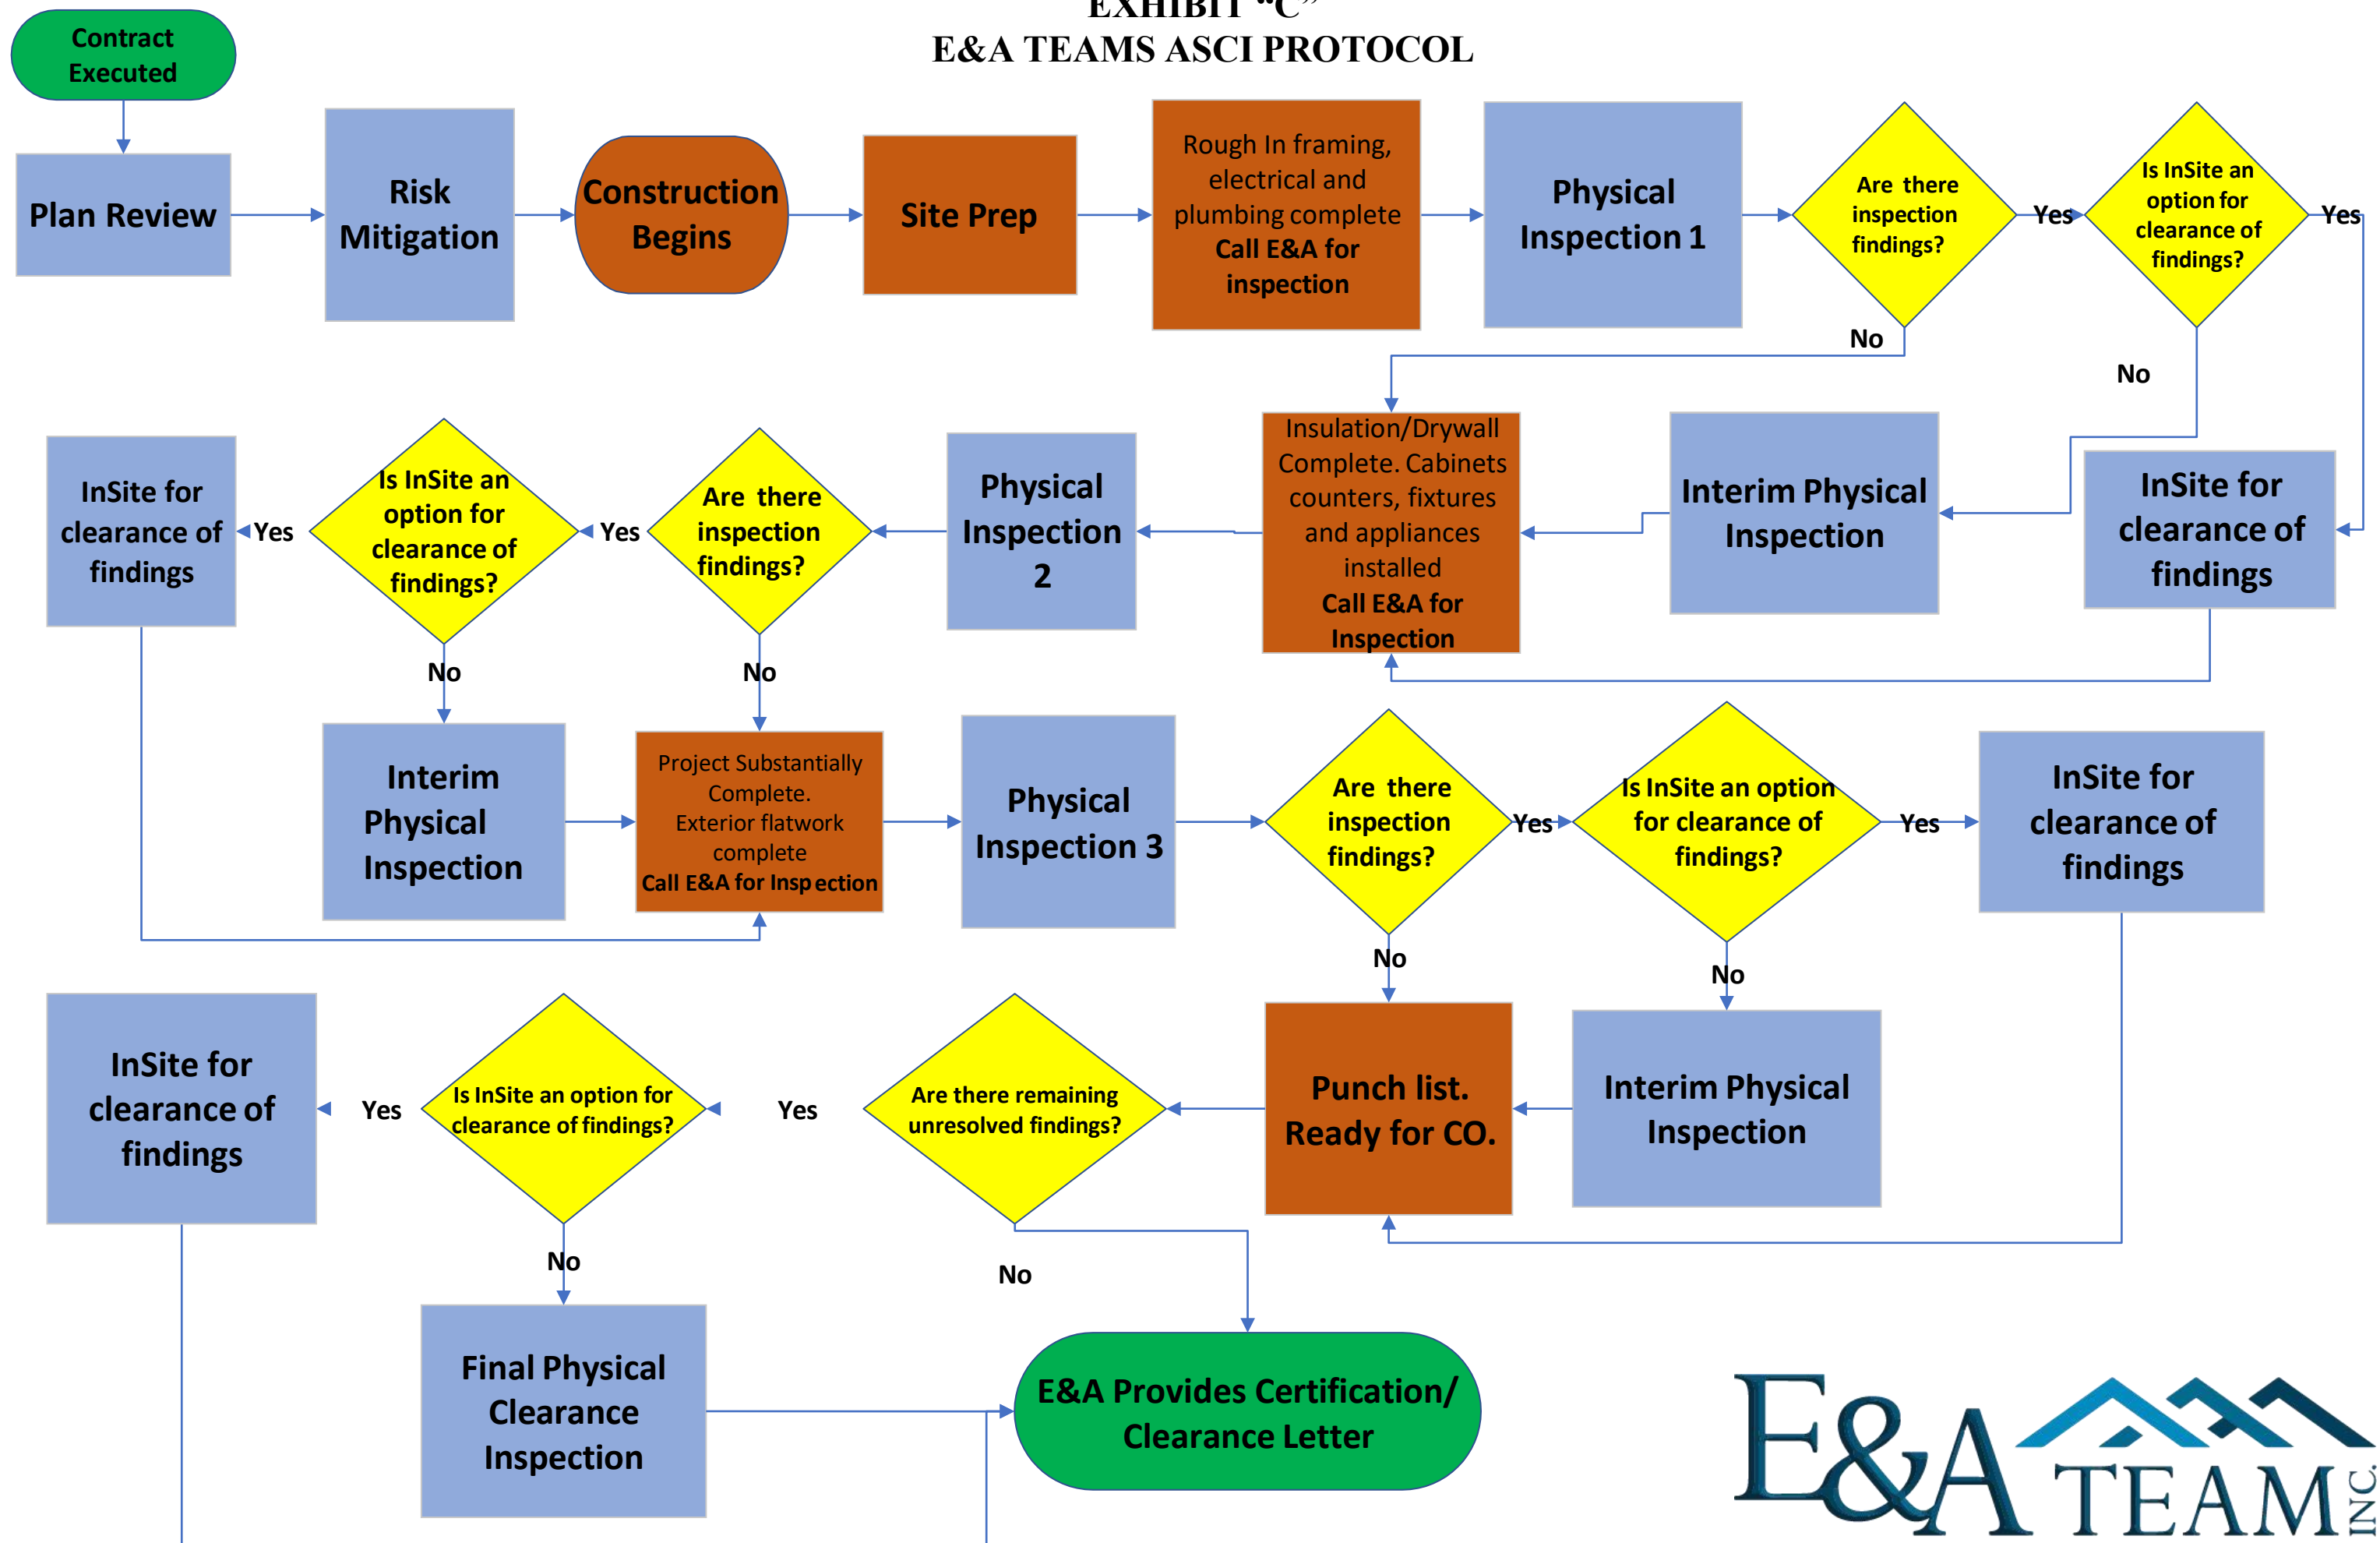 EXHIBIT “C”
E&A TEAMS ASCI PROTOCOL
Contract
Executed
Plan Review
Risk
Mitigation
Construction
Begins
Site Prep
Rough In framing,
electrical and
plumbing complete
Call E&A for
inspection
Physical
Inspection 1
Are there
inspection
findings?
Yes
No
Is InSite an
option for
clearance of
findings?
Yes
No
InSite for
clearance of
findings
Interim Physical
Inspection
Insulation/Drywall
Complete. Cabinets
counters, fixtures
and appliances
installed
Call E&A for
Inspection
Physical
Inspection
2
Are there
inspection
findings?
Yes
No
Is InSite an
option for
clearance of
findings?
Yes
No
InSite for
clearance of
findings
Interim
Physical
Inspection
Project Substantially
Complete.
Exterior flatwork
complete
Call E&A for Inspection
Physical
Inspection 3
Are there
inspection
findings?
Yes
No
Is InSite an option
for clearance of
findings?
Yes
No
InSite for
clearance of
findings
Interim Physical
Inspection
Punch list.
Ready for CO.
Are there remaining
unresolved findings?
Yes
No
Is InSite an option for
clearance of findings?
Yes
No
InSite for
clearance of
findings
Final Physical
Clearance
Inspection
E&A Provides Certification/
Clearance Letter
E&A
TEAM
INC.